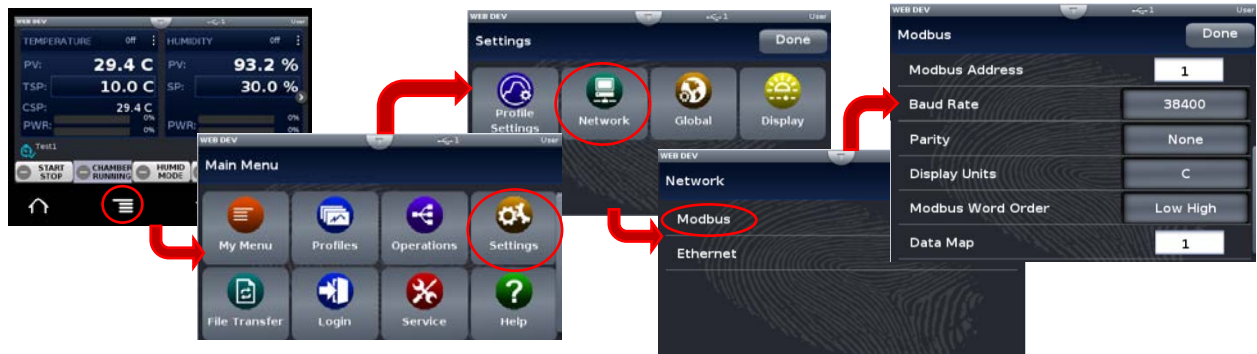 WEB DEV 1 User
TEMPERATURE Off HUMIDITY Off
PV: 29.4 C PV: 93.2 %
TSP: 10.0 C SP: 30.0 %
CSP: 29.4 C
PWR: 0% 0% PWR: 0% 0%
Test1
START STOP CHAMBER RUNNING HUMID MODE
WEB DEV 1 User
Main Menu
My Menu Profiles Operations Settings
File Transfer Login Service Help
WEB DEV 1 User
Settings Done
Profile Settings Network Global Display
WEB DEV
Network
Modbus
Ethernet
WEB DEV 1 User
Modbus Done
Modbus Address 1
Baud Rate 38400
Parity None
Display Units C
Modbus Word Order Low High
Data Map 1